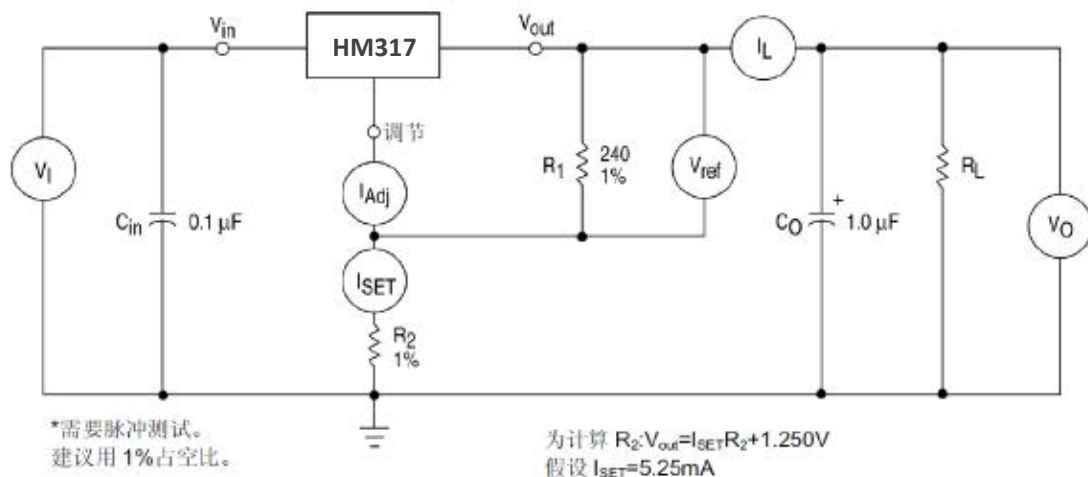 Vin
HM317
Vout
IL
调节
VI
Cin
0.1 μF
IAdj
R1
240
1%
Vref
CO
+
1.0 μF
RL
VO
ISET
R2
1%
*需要脉冲测试。
建议用 1%占空比。
为计算 R2:Vout=ISETR2+1.250V
假设 ISET=5.25mA